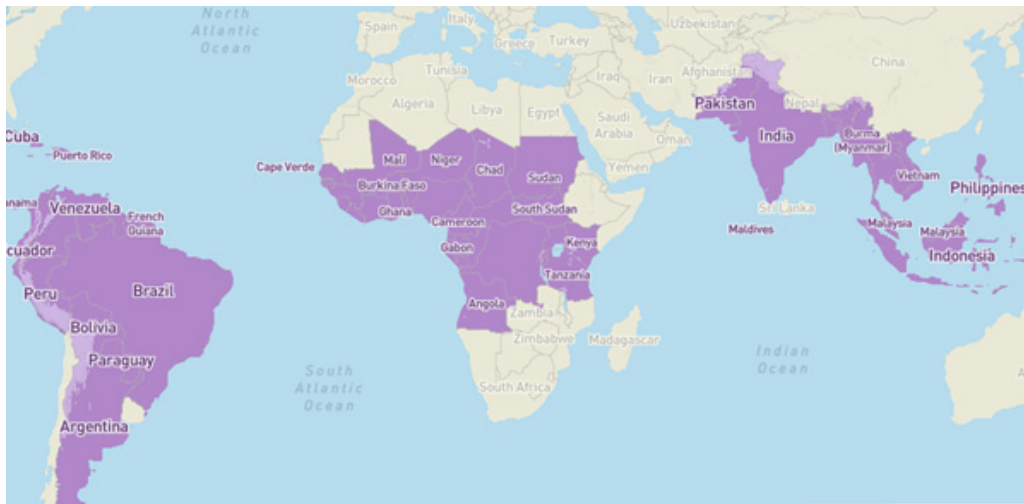 North
Atlantic
Ocean
Spain
Italy
Greece
Turkey
Uzbekistan
China
Morocco
Tunisia
Algeria
Libya
Egypt
Iraq
Iran
Afghanistan
Saudi
Arabia
Oman
Yemen
Pakistan
Nepal
India
Burma
(Myanmar)
Vietnam
Philippines
Cuba
Puerto Rico
Cape Verde
Mali
Niger
Chad
Sudan
Burkina Faso
Ghana
South Sudan
Cameroon
Gabon
Kenya
Tanzania
Angola
Zambia
Zimbabwe
Madagascar
South Africa
Sri Lanka
Maldives
Malaysia
Malaysia
Indonesia
anama
Venezuela
French
Guiana
cuador
Peru
Brazil
Bolivia
Paraguay
Argentina
South
Atlantic
Ocean
Indian
Ocean
A